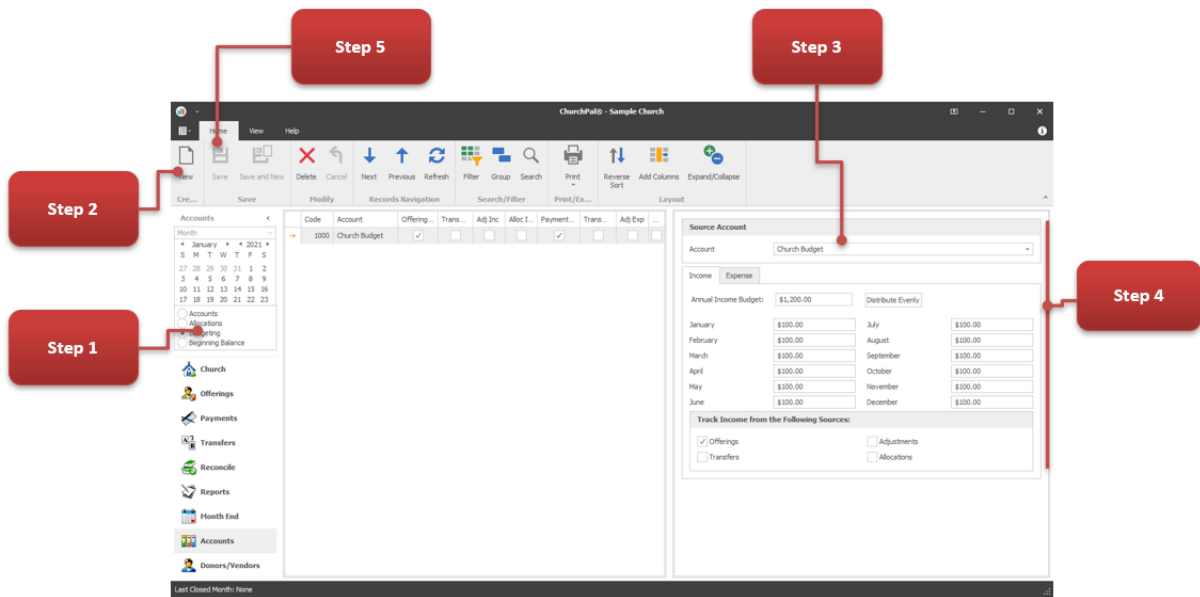 Step 5
Step 3
Step 2
Step 1
Step 4
ChurchPal® - Sample Church
Home View Help
New Save Save and New Delete Cancel Next Previous Refresh Filter Group Search Print Reverse Sort Add Columns Expand/Collapse
Cre... Save Modify Records Navigation Search/Filter Print/Ex... Layout
Accounts
Month
January 2021
S M T W T F S
27 28 29 30 31 1 2
3 4 5 6 7 8 9
10 11 12 13 14 15 16
17 18 19 20 21 22 23
Accounts
Allocations
Budgeting
Beginning Balance
Church
Offerings
Payments
Transfers
Reconcile
Reports
Month End
Accounts
Donors/Vendors
Code Account Offering... Trans... Adj Inc Alloc I... Payment... Trans... Adj Exp ...
1000 Church Budget
Source Account
Account Church Budget
Income Expense
Annual Income Budget: $1,200.00 Distribute Evenly
January $100.00 July $100.00
February $100.00 August $100.00
March $100.00 September $100.00
April $100.00 October $100.00
May $100.00 November $100.00
June $100.00 December $100.00
Track Income from the Following Sources:
Offerings Adjustments
Transfers Allocations
Last Closed Month: None